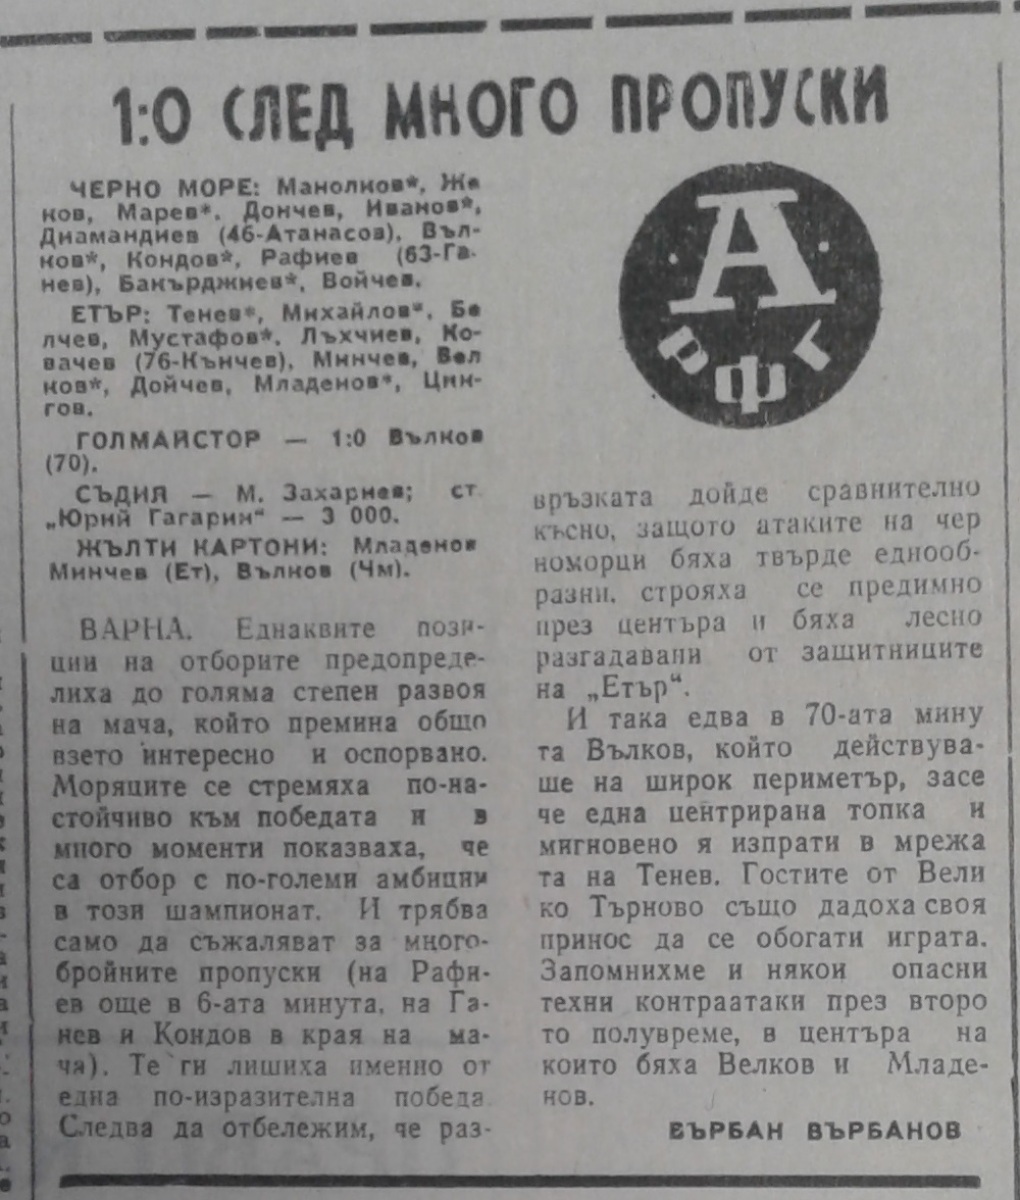 1:0 СЛЕД МНОГО ПРОПУСКИ
ЧЕРНО МОРЕ: Манолков*, Же
ков, Марев*, Дончев, Иванов*,
Диамандиев (46-Атанасов), Въл-
ков*, Кондов*, Рафиев (63-Га-
нев), Бакърджиев*, Войчев.
ЕТЪР: Тенев*, Михайлов*, Бе
лчев, Мустафов*, Лъхчиев, Ко-
вачев (76-Кънчев), Минчев, Вел
ков*, Дойчев, Младенов*, Цин-
гов.
ГОЛМАЙСТОР — 1:0 Вълков
(70).
СЪДИЯ — М. Захариев; ст.
„Юрий Гагарин“ — 3 000.
ЖЪЛТИ КАРТОНИ: Младенов
Минчев (Ет), Вълков (Чм).
ВАРНА. Еднаквите пози-
ции на отборите предопреде-
лиха до голяма степен развоя
на мача, който премина общо
взето интересно и оспорвано.
Моряците се стремяха по-на-
стойчиво към победата и в
много моменти показваха, че
са отбор с по-големи амбиции
в този шампионат. И трябва
само да съжаляват за много-
бройните пропуски (на Рафи-
ев още в 6-ата минута, на Га-
нев и Кондов в края на ма-
ча). Те ги лишиха именно от
една по-изразителна победа.
Следва да отбележим, че раз-
А
РФГ
връзката дойде сравнително
късно, защото атаките на чер
номорци бяха твърде еднооб-
разни, строяха се предимно
през центъра и бяха лесно
разгадавани от защитниците
на „Етър“.
И така едва в 70-ата мину
та Вълков, който действува-
ше на широк периметър, засе
че една центрирана топка и
мигновено я изпрати в мрежа
та на Тенев. Гостите от Вели
ко Търново също дадоха своя
принос да се обогати играта.
Запомнихме и някои опасни
техни контраатаки през второ
то полувреме, в центъра на
които бяха Велков и Младе-
нов.
ВЪРБАН ВЪРБАНОВ